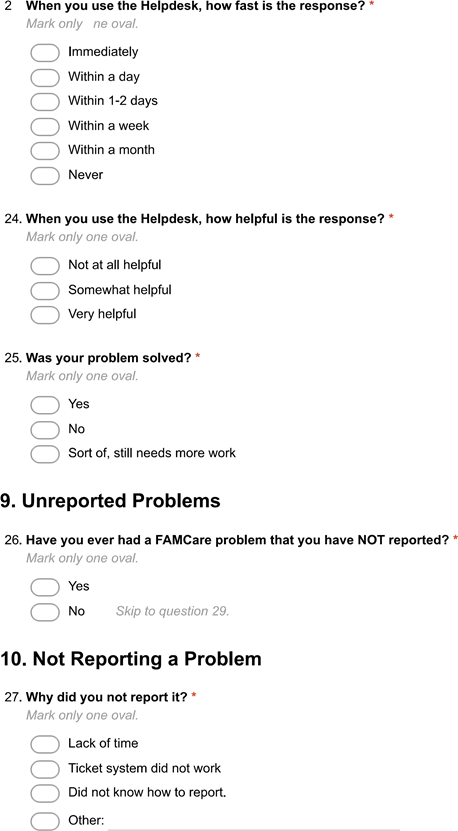 2 When you use the Helpdesk, how fast is the response? *
Mark only ne oval.
Immediately
Within a day
Within 1-2 days
Within a week
Within a month
Never
24. When you use the Helpdesk, how helpful is the response? *
Mark only one oval.
Not at all helpful
Somewhat helpful
Very helpful
25. Was your problem solved? *
Mark only one oval.
Yes
No
Sort of, still needs more work
9. Unreported Problems
26. Have you ever had a FAMCare problem that you have NOT reported? *
Mark only one oval.
Yes
No Skip to question 29.
10. Not Reporting a Problem
27. Why did you not report it? *
Mark only one oval.
Lack of time
Ticket system did not work
Did not know how to report.
Other: